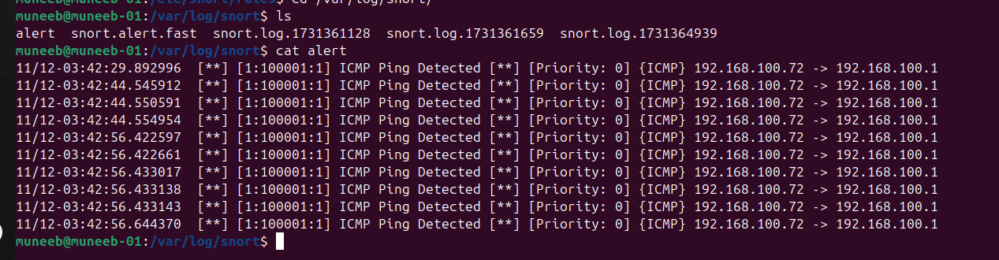 muneeb@muneeb-01:/etc/snort/rules$ cd /var/log/snort/
muneeb@muneeb-01:/var/log/snort$ ls
alert  snort.alert.fast  snort.log.1731361128  snort.log.1731361659  snort.log.1731364939
muneeb@muneeb-01:/var/log/snort$ cat alert
11/12-03:42:29.892996  [**] [1:100001:1] ICMP Ping Detected [**] [Priority: 0] {ICMP} 192.168.100.72 -> 192.168.100.1
11/12-03:42:44.545912  [**] [1:100001:1] ICMP Ping Detected [**] [Priority: 0] {ICMP} 192.168.100.72 -> 192.168.100.1
11/12-03:42:44.550591  [**] [1:100001:1] ICMP Ping Detected [**] [Priority: 0] {ICMP} 192.168.100.72 -> 192.168.100.1
11/12-03:42:44.554954  [**] [1:100001:1] ICMP Ping Detected [**] [Priority: 0] {ICMP} 192.168.100.72 -> 192.168.100.1
11/12-03:42:56.422597  [**] [1:100001:1] ICMP Ping Detected [**] [Priority: 0] {ICMP} 192.168.100.72 -> 192.168.100.1
11/12-03:42:56.422661  [**] [1:100001:1] ICMP Ping Detected [**] [Priority: 0] {ICMP} 192.168.100.72 -> 192.168.100.1
11/12-03:42:56.433017  [**] [1:100001:1] ICMP Ping Detected [**] [Priority: 0] {ICMP} 192.168.100.72 -> 192.168.100.1
11/12-03:42:56.433138  [**] [1:100001:1] ICMP Ping Detected [**] [Priority: 0] {ICMP} 192.168.100.72 -> 192.168.100.1
11/12-03:42:56.433143  [**] [1:100001:1] ICMP Ping Detected [**] [Priority: 0] {ICMP} 192.168.100.72 -> 192.168.100.1
11/12-03:42:56.644370  [**] [1:100001:1] ICMP Ping Detected [**] [Priority: 0] {ICMP} 192.168.100.72 -> 192.168.100.1
muneeb@muneeb-01:/var/log/snort$